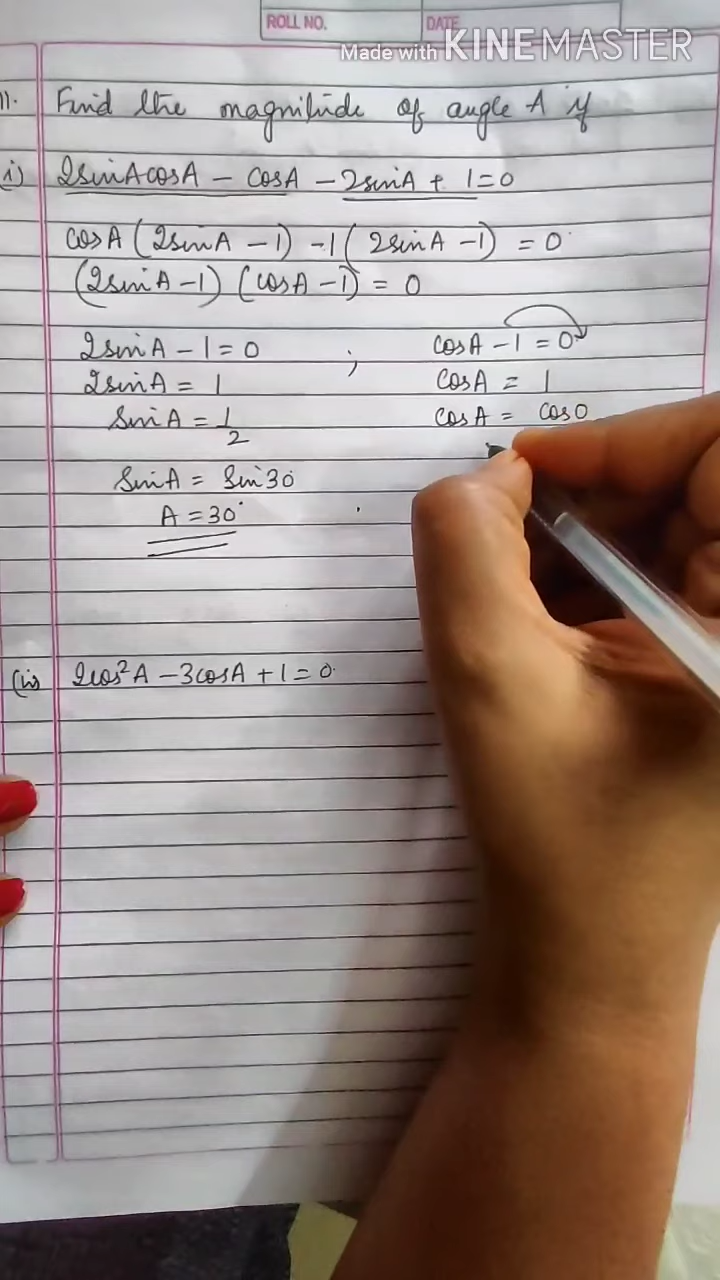 ROLL NO. DATE
Made with KINEMASTER
11. Find the magnitude of angle A if
(i) 2sinAcosA - cosA - 2sinA + 1 = 0
cosA (2sinA - 1) -1 (2sinA - 1) = 0
(2sinA - 1) (cosA - 1) = 0
2sinA - 1 = 0 ; cosA - 1 = 0
2sinA = 1 cosA = 1
sinA = 1/2 cosA = cos0
sinA = sin30°
A = 30°
2cos²A - 3cosA + 1 = 0